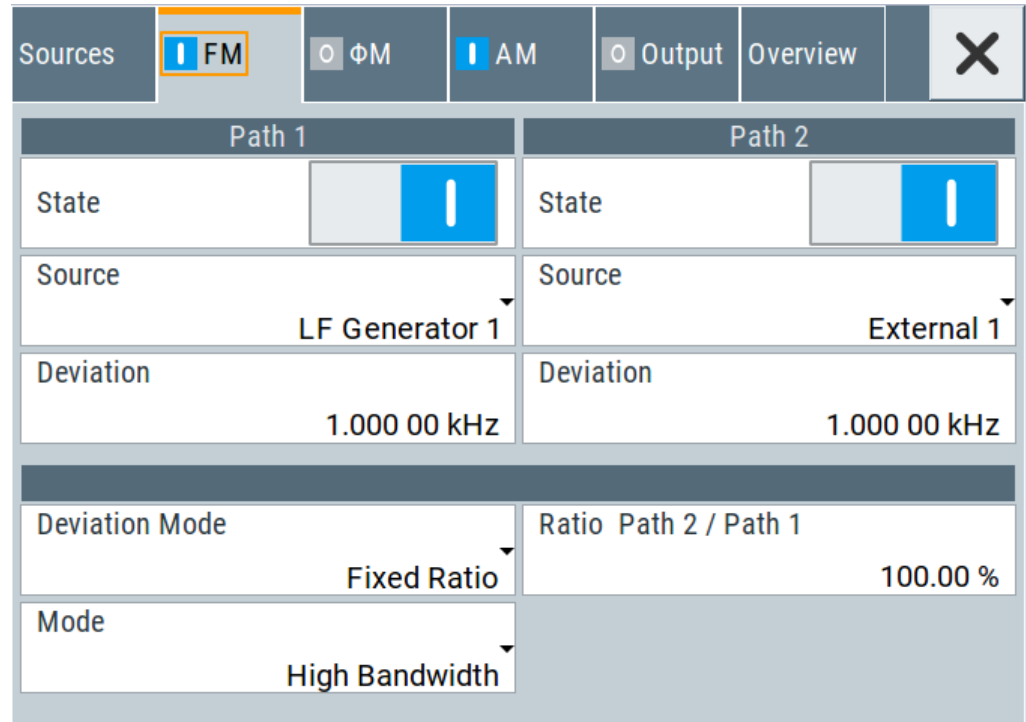 Sources FM ΦM AM Output Overview
Path 1
State
Source
LF Generator 1
Deviation
1.000 00 kHz
Path 2
State
Source
External 1
Deviation
1.000 00 kHz
Deviation Mode
Fixed Ratio
Ratio Path 2 / Path 1
100.00 %
Mode
High Bandwidth